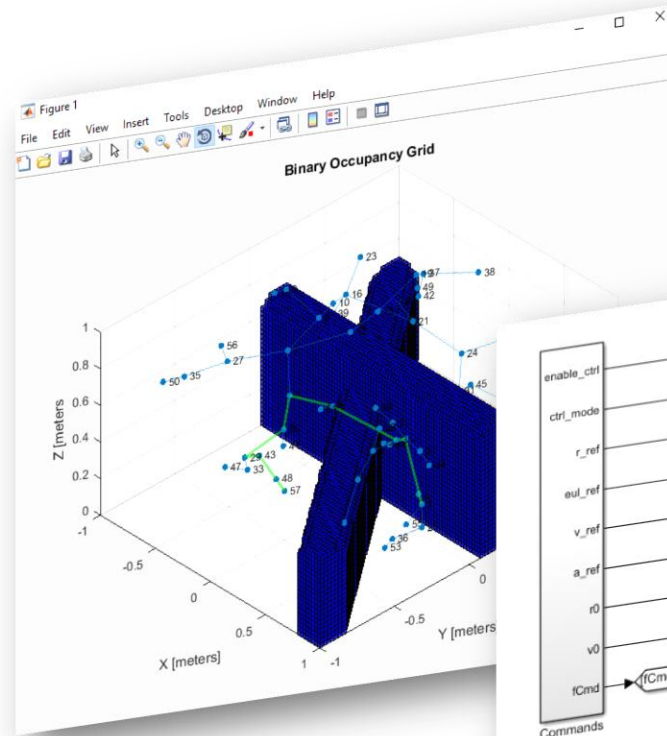 Figure 1
File Edit View Insert Tools Desktop Window Help
Binary Occupancy Grid
23
38
37
49
42
16
10
39
21
24
45
56
27
50
35
43
47
33
48
57
36
53
1
0.8
0.6
0.4
0.2
0
Z [meters
-1
-0.5
0
0.5
1
X [meters]
-1
-0.5
0
Y [meters
enable_ctrl
ctrl_mode
r_ref
eul_ref
v_ref
a_ref
r0
v0
fCmd
Commands